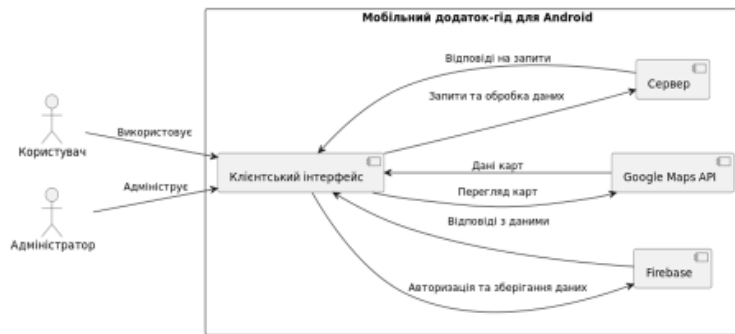 Мобільний додаток-гід для Android
Відповіді на запити
Сервер
Запити та обробка даних
Використовує
Користувач
Клієнтський інтерфейс
Дані карт
Google Maps API
Перегляд карт
Адмініструє
Адміністратор
Відповіді з даними
Firebase
Авторизація та зберігання даних